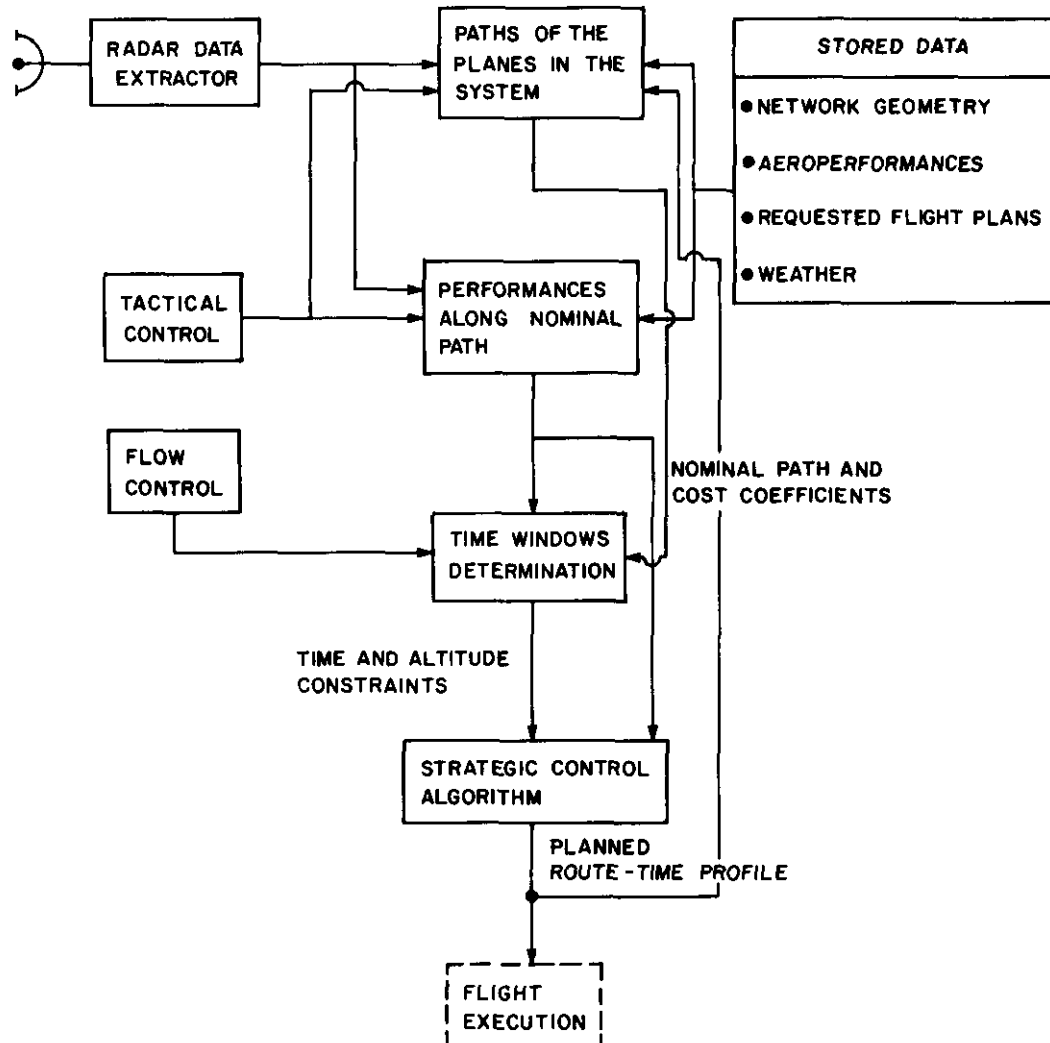 RADAR DATA
EXTRACTOR
PATHS OF THE
PLANES IN THE
SYSTEM
STORED DATA
●NETWORK GEOMETRY
●AEROPERFORMANCES
●REQUESTED FLIGHT PLANS
●WEATHER
TACTICAL
CONTROL
PERFORMANCES
ALONG NOMINAL
PATH
FLOW
CONTROL
NOMINAL PATH AND
COST COEFFICIENTS
TIME WINDOWS
DETERMINATION
TIME AND ALTITUDE
CONSTRAINTS
STRATEGIC CONTROL
ALGORITHM
PLANNED
ROUTE-TIME PROFILE
FLIGHT
EXECUTION